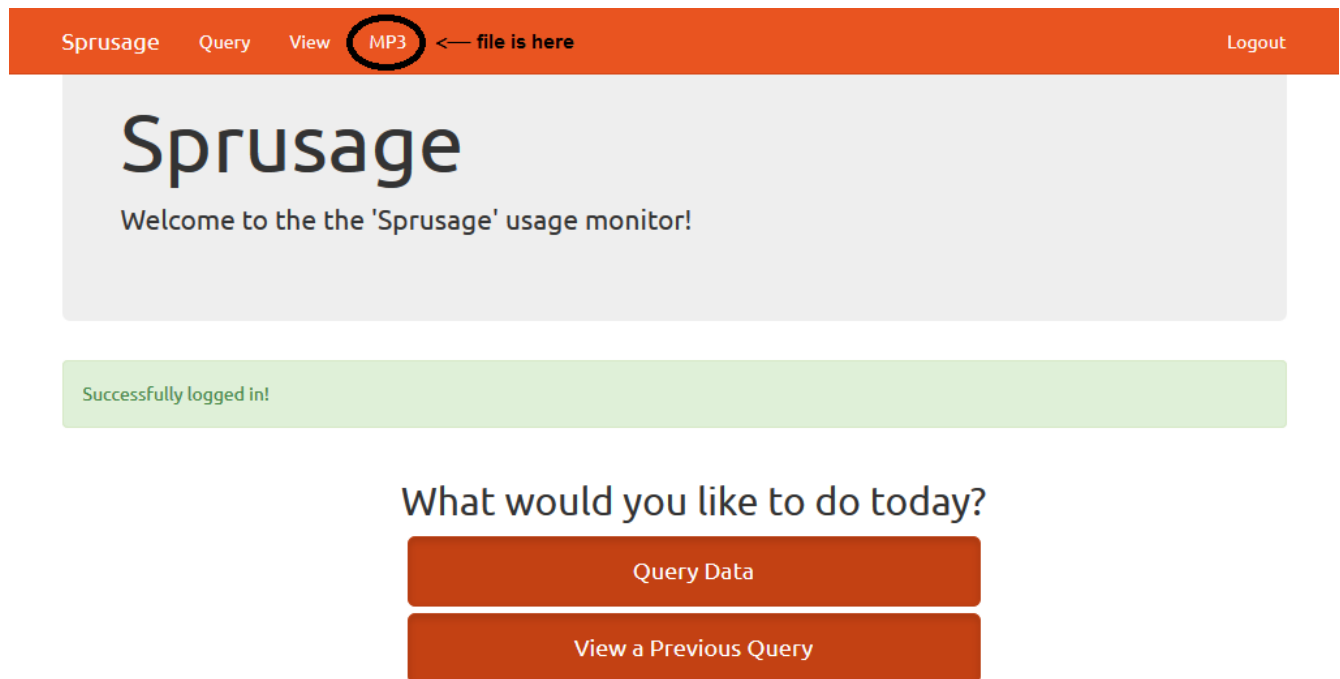 Sprusage Query View MP3 <— file is here Logout
Sprusage
Welcome to the the 'Sprusage' usage monitor!
Successfully logged in!
What would you like to do today?
Query Data
View a Previous Query